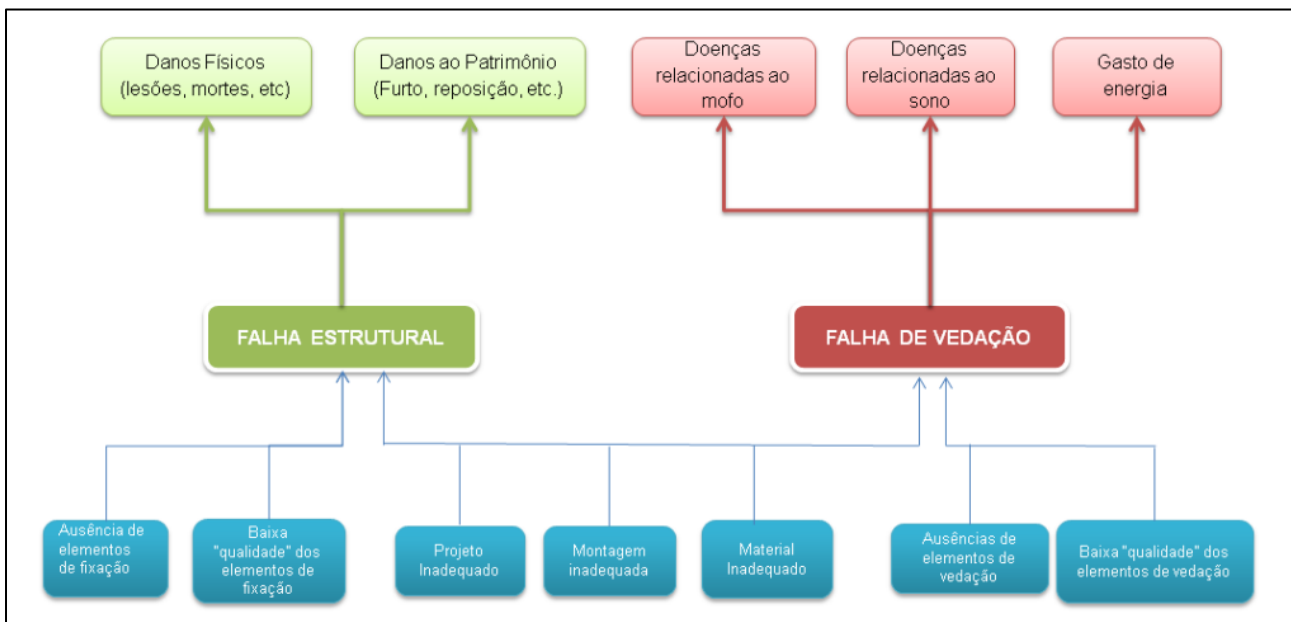 Danos Físicos
(lesões, mortes, etc)
Danos ao Patrimônio
(Furto, reposição, etc.)
Doenças
relacionadas ao
mofo
Doenças
relacionadas ao
sono
Gasto de
energia
FALHA ESTRUTURAL
FALHA DE VEDAÇÃO
Ausência de
elementos
de fixação
Baixa
"qualidade" dos
elementos de
fixação
Projeto
Inadequado
Montagem
inadequada
Material
Inadequado
Ausências de
elementos de
vedação
Baixa "qualidade" dos
elementos de vedação